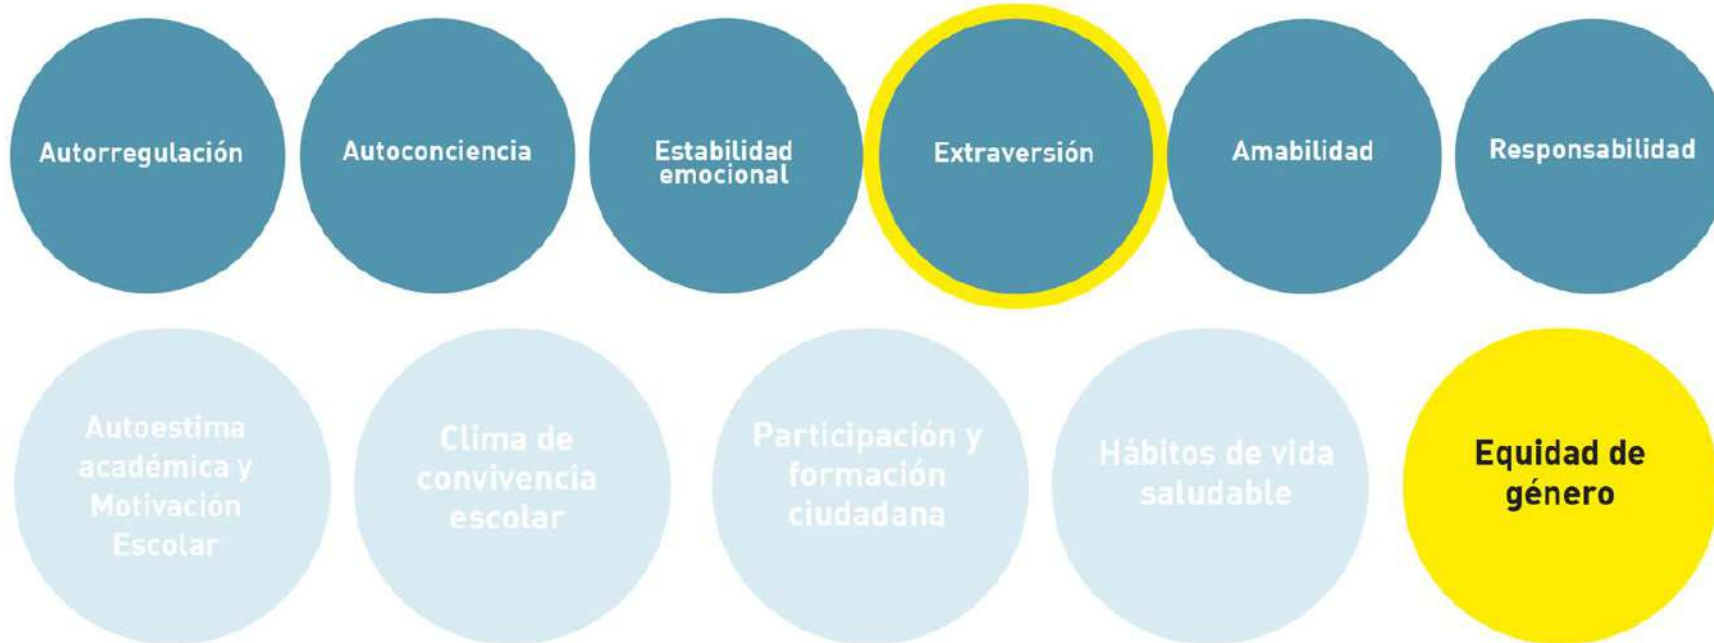 Autorregulación
Autoconciencia
Estabilidad
emocional
Extraversión
Amabilidad
Responsabilidad
Autoestima
académica y
Motivación
Escolar
Clima de
convivencia
escolar
Participación y
formación
ciudadana
Hábitos de vida
saludable
Equidad de
género